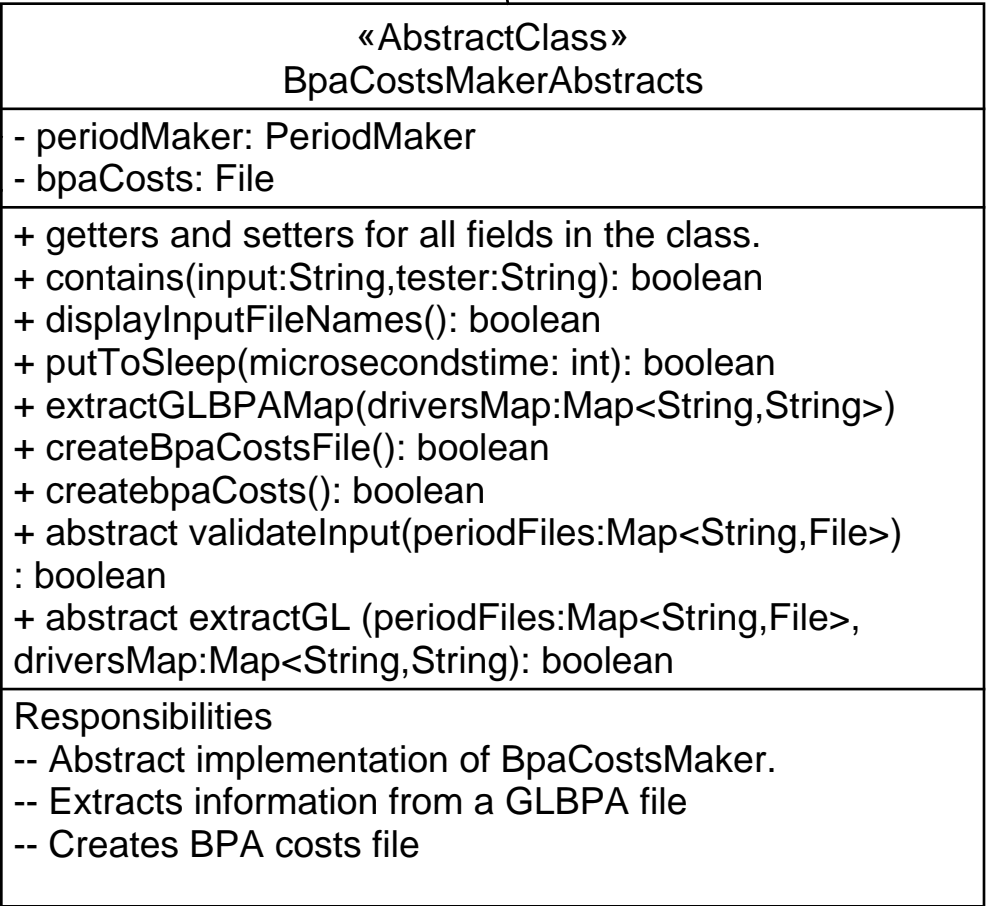 «AbstractClass»
BpaCostsMakerAbstracts
- periodMaker: PeriodMaker
- bpaCosts: File
+ getters and setters for all fields in the class.
+ contains(input:String,tester:String): boolean
+ displayInputFileNames(): boolean
+ putToSleep(microsecondstime: int): boolean
+ extractGLBPAMap(driversMap:Map<String,String>)
+ createBpaCostsFile(): boolean
+ createbpaCosts(): boolean
+ abstract validateInput(periodFiles:Map<String,File>)
: boolean
+ abstract extractGL (periodFiles:Map<String,File>,
driversMap:Map<String,String): boolean
Responsibilities
-- Abstract implementation of BpaCostsMaker.
-- Extracts information from a GLBPA file
-- Creates BPA costs file